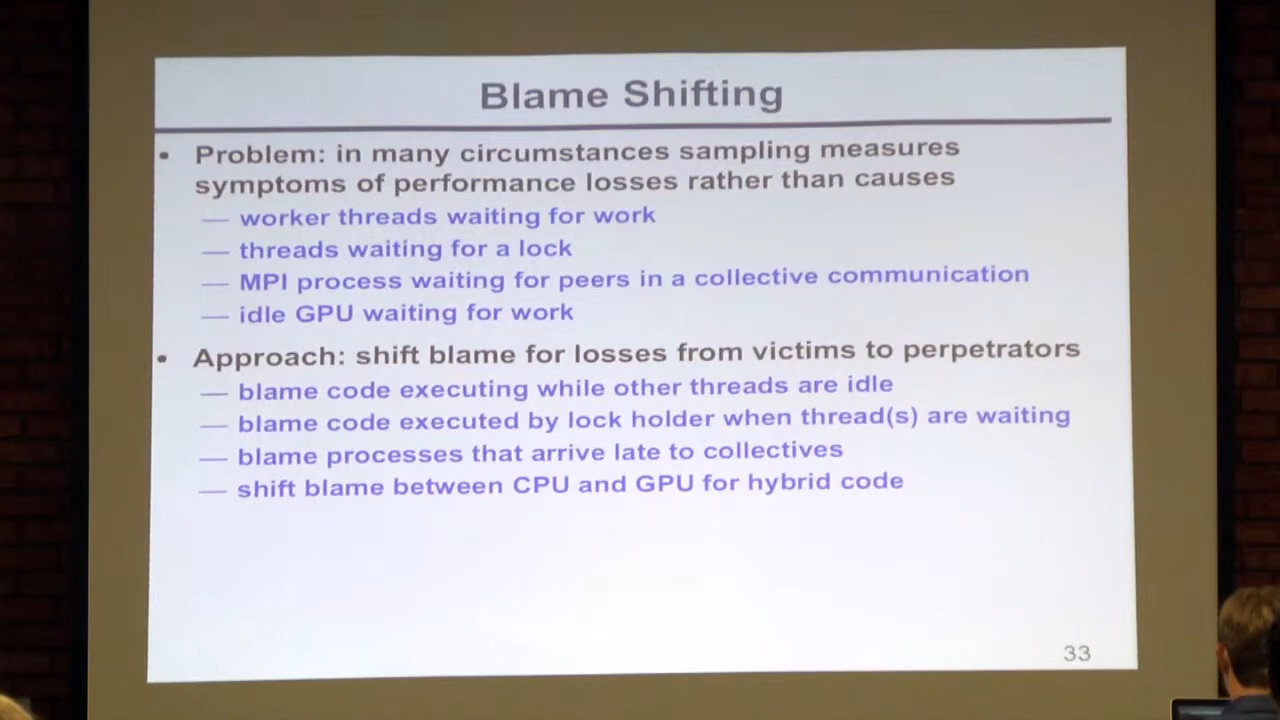 Blame Shifting
• Problem: in many circumstances sampling measures
symptoms of performance losses rather than causes
— worker threads waiting for work
— threads waiting for a lock
— MPI process waiting for peers in a collective communication
— idle GPU waiting for work
• Approach: shift blame for losses from victims to perpetrators
— blame code executing while other threads are idle
— blame code executed by lock holder when thread(s) are waiting
— blame processes that arrive late to collectives
— shift blame between CPU and GPU for hybrid code
33